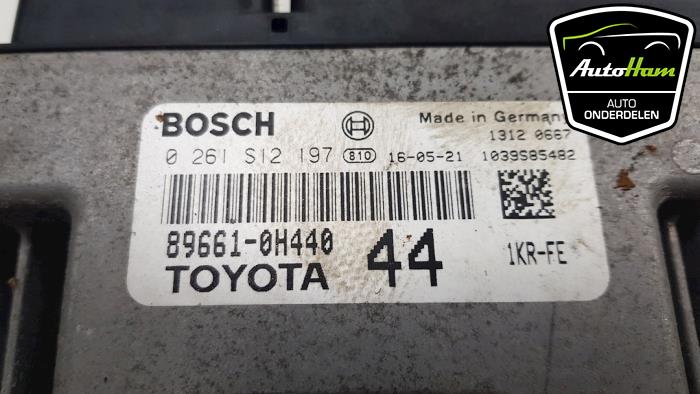 AutoHam
AUTO
ONDERDELEN
BOSCH
Made in German
1312 0667
0 261 S12 197 810 16-05-21 1039S85482
89661-0H440
44
1KR-FE
TOYOTA